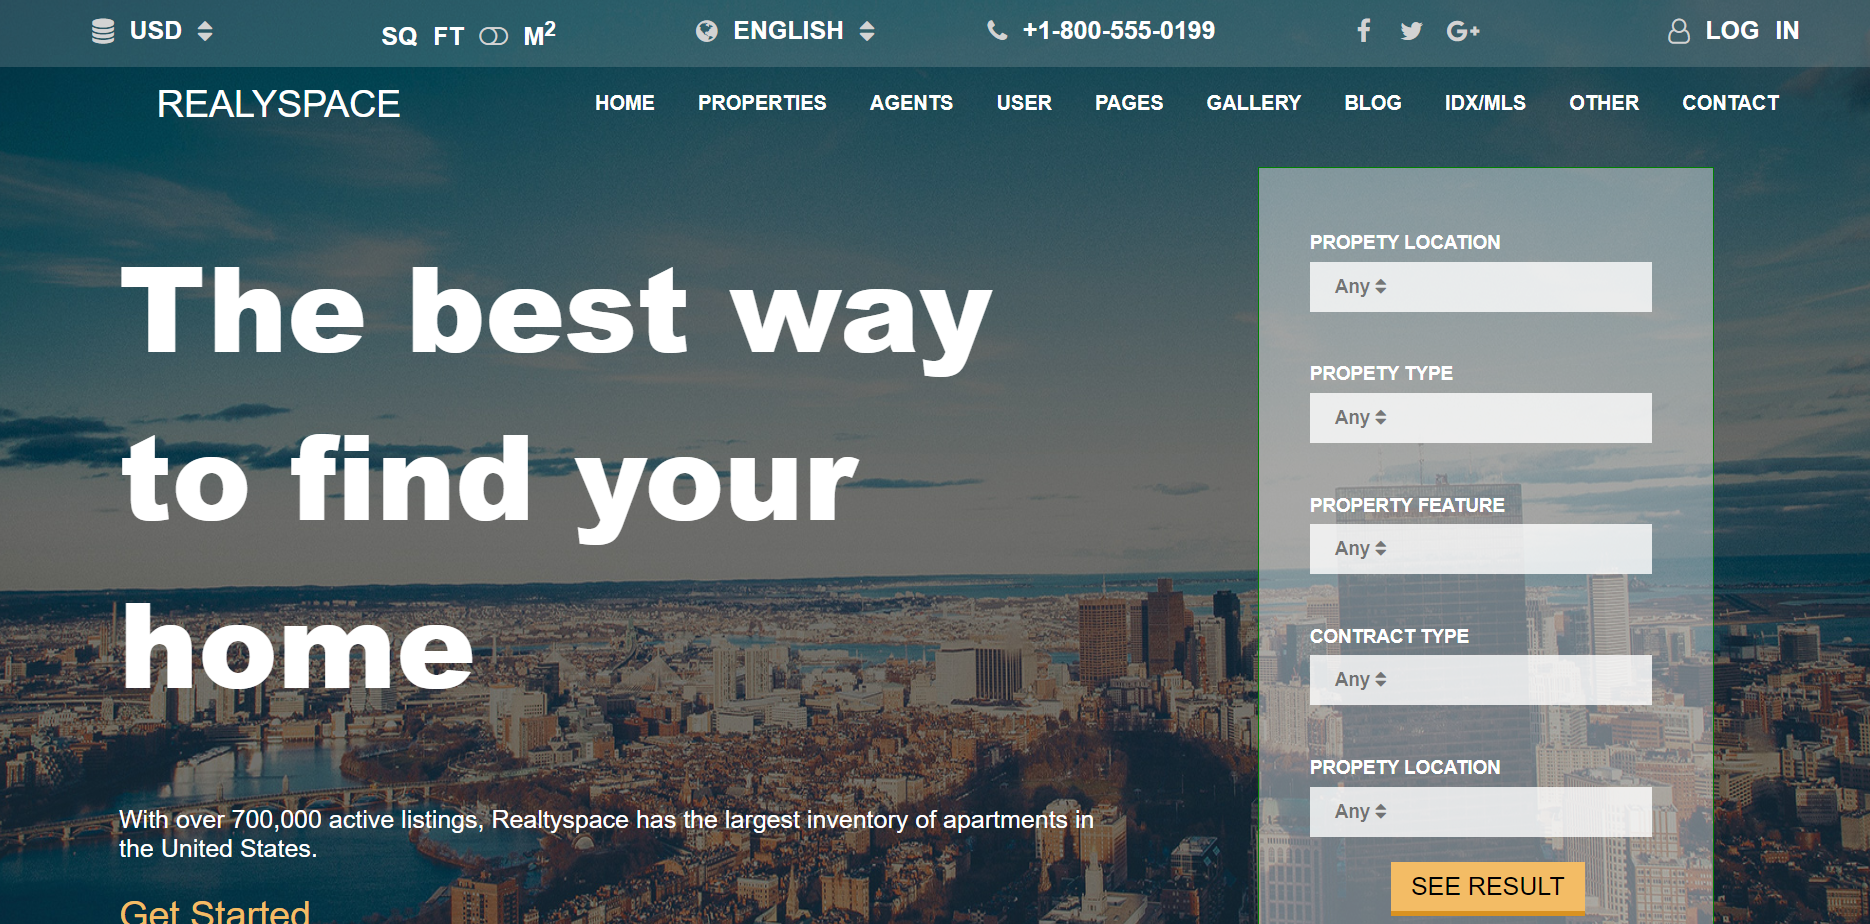 USD
SQ FT M²
ENGLISH
+1-800-555-0199
LOG IN
REALYSPACE
HOME
PROPERTIES
AGENTS
USER
PAGES
GALLERY
BLOG
IDX/MLS
OTHER
CONTACT
The best way
to find your
home
With over 700,000 active listings, Realtyspace has the largest inventory of apartments in
the United States.
Get Started
PROPETY LOCATION
Any
PROPETY TYPE
Any
PROPERTY FEATURE
Any
CONTRACT TYPE
Any
PROPETY LOCATION
Any
SEE RESULT